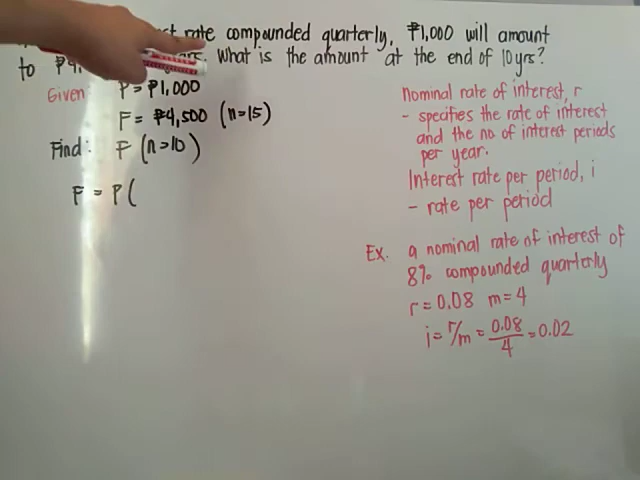 rate compounded quarterly, ₱1,000 will amount
to What is the amount at the end of 10yrs?
Given: P = ₱1,000
F = ₱4,500 (n=15)
Find: F (n=10)
F = P (
Nominal rate of interest, r
- specifies the rate of interest
and the no. of interest periods
per year.
Interest rate per period, i
- rate per period
Ex. a nominal rate of interest of
8% compounded quarterly
r = 0.08 m = 4
i = r/m = 0.08/4 = 0.02